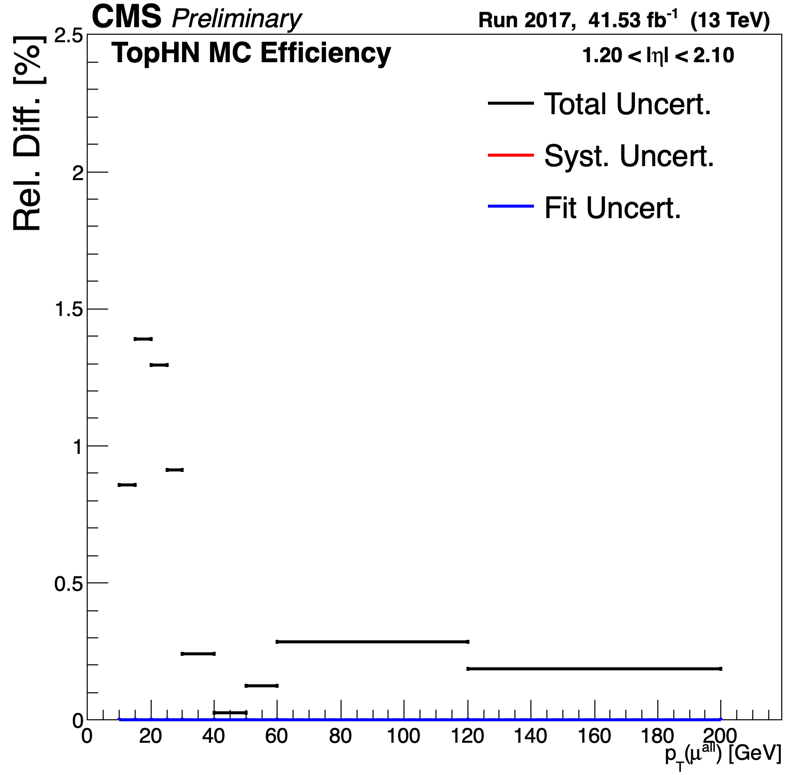 CMS Preliminary Run 2017, 41.53 fb⁻¹ (13 TeV)
TopHN MC Efficiency 1.20 < |η| < 2.10
Total Uncert.
Syst. Uncert.
Fit Uncert.
Rel. Diff. [%]
2.5
2
1.5
1
0.5
0
0 20 40 60 80 100 120 140 160 180 200
p_T(μ^all) [GeV]